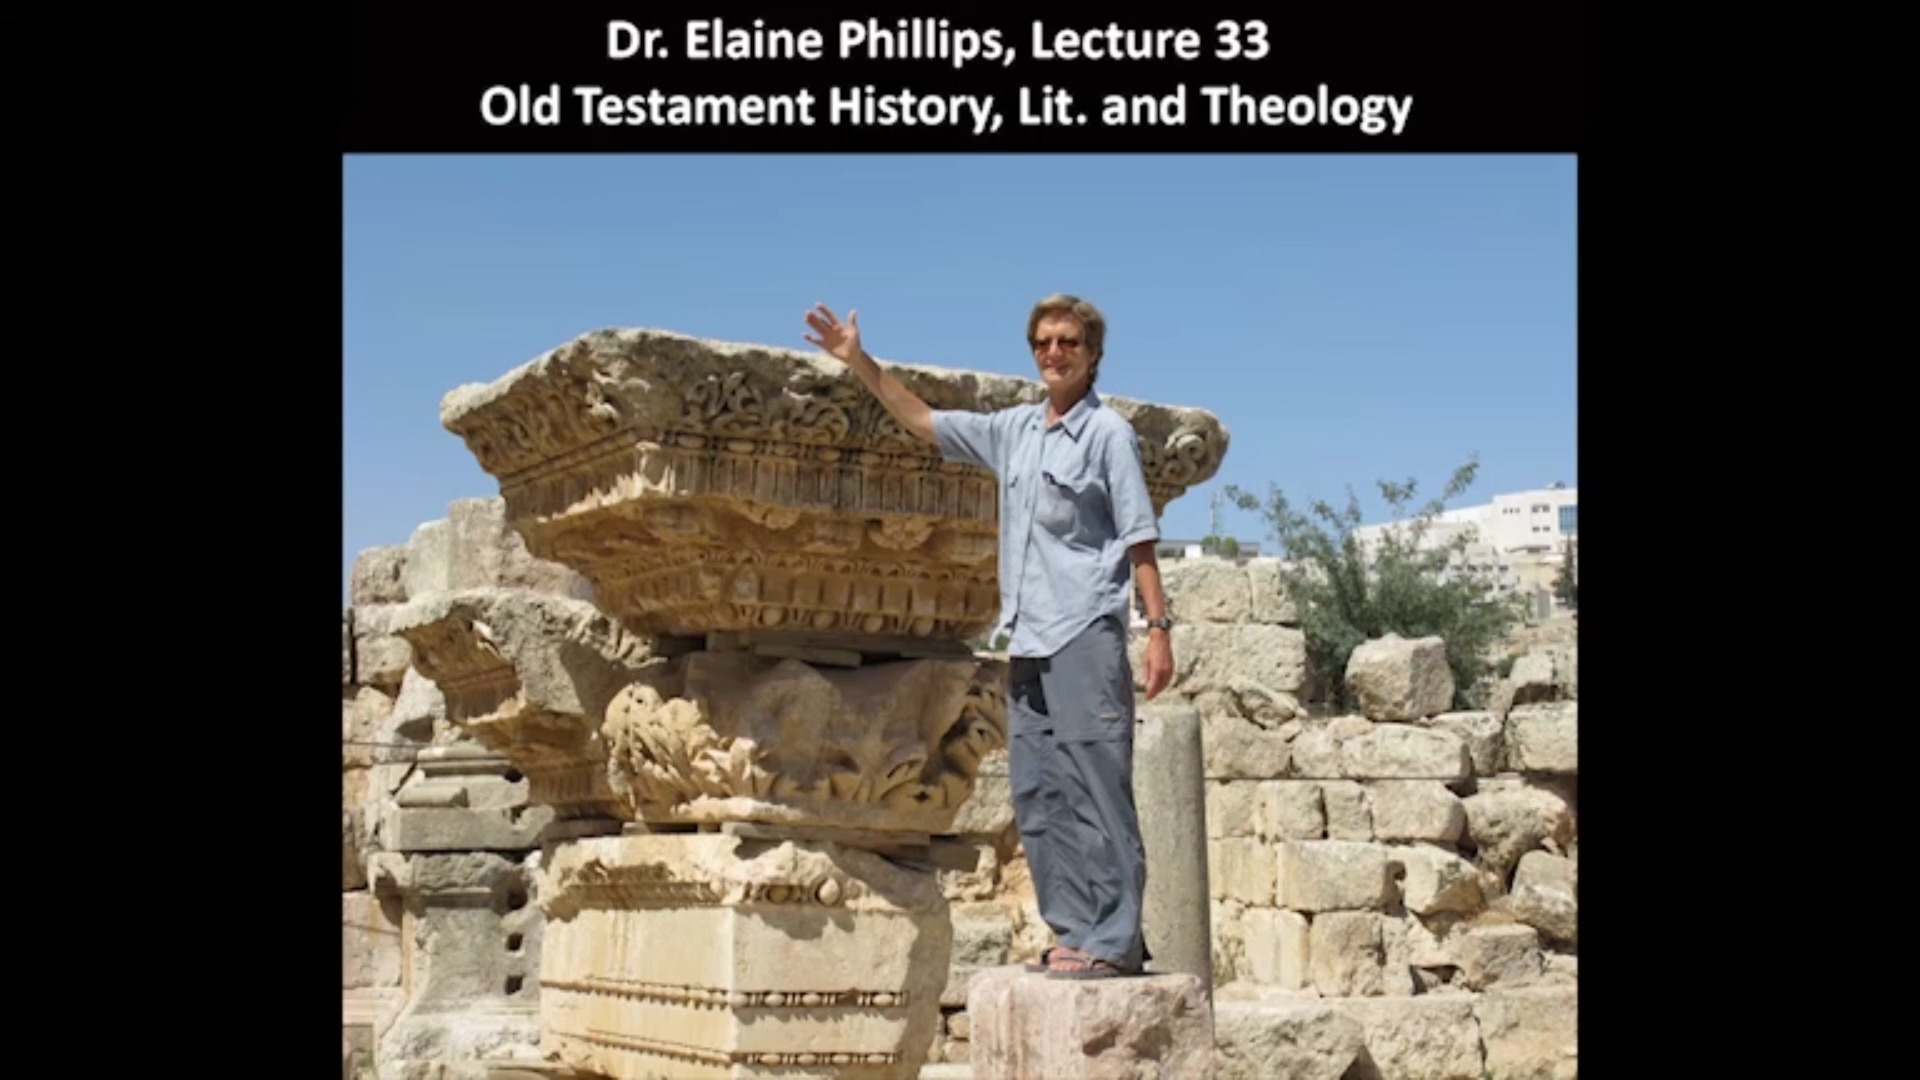 Dr. Elaine Phillips, Lecture 33
Old Testament History, Lit. and Theology